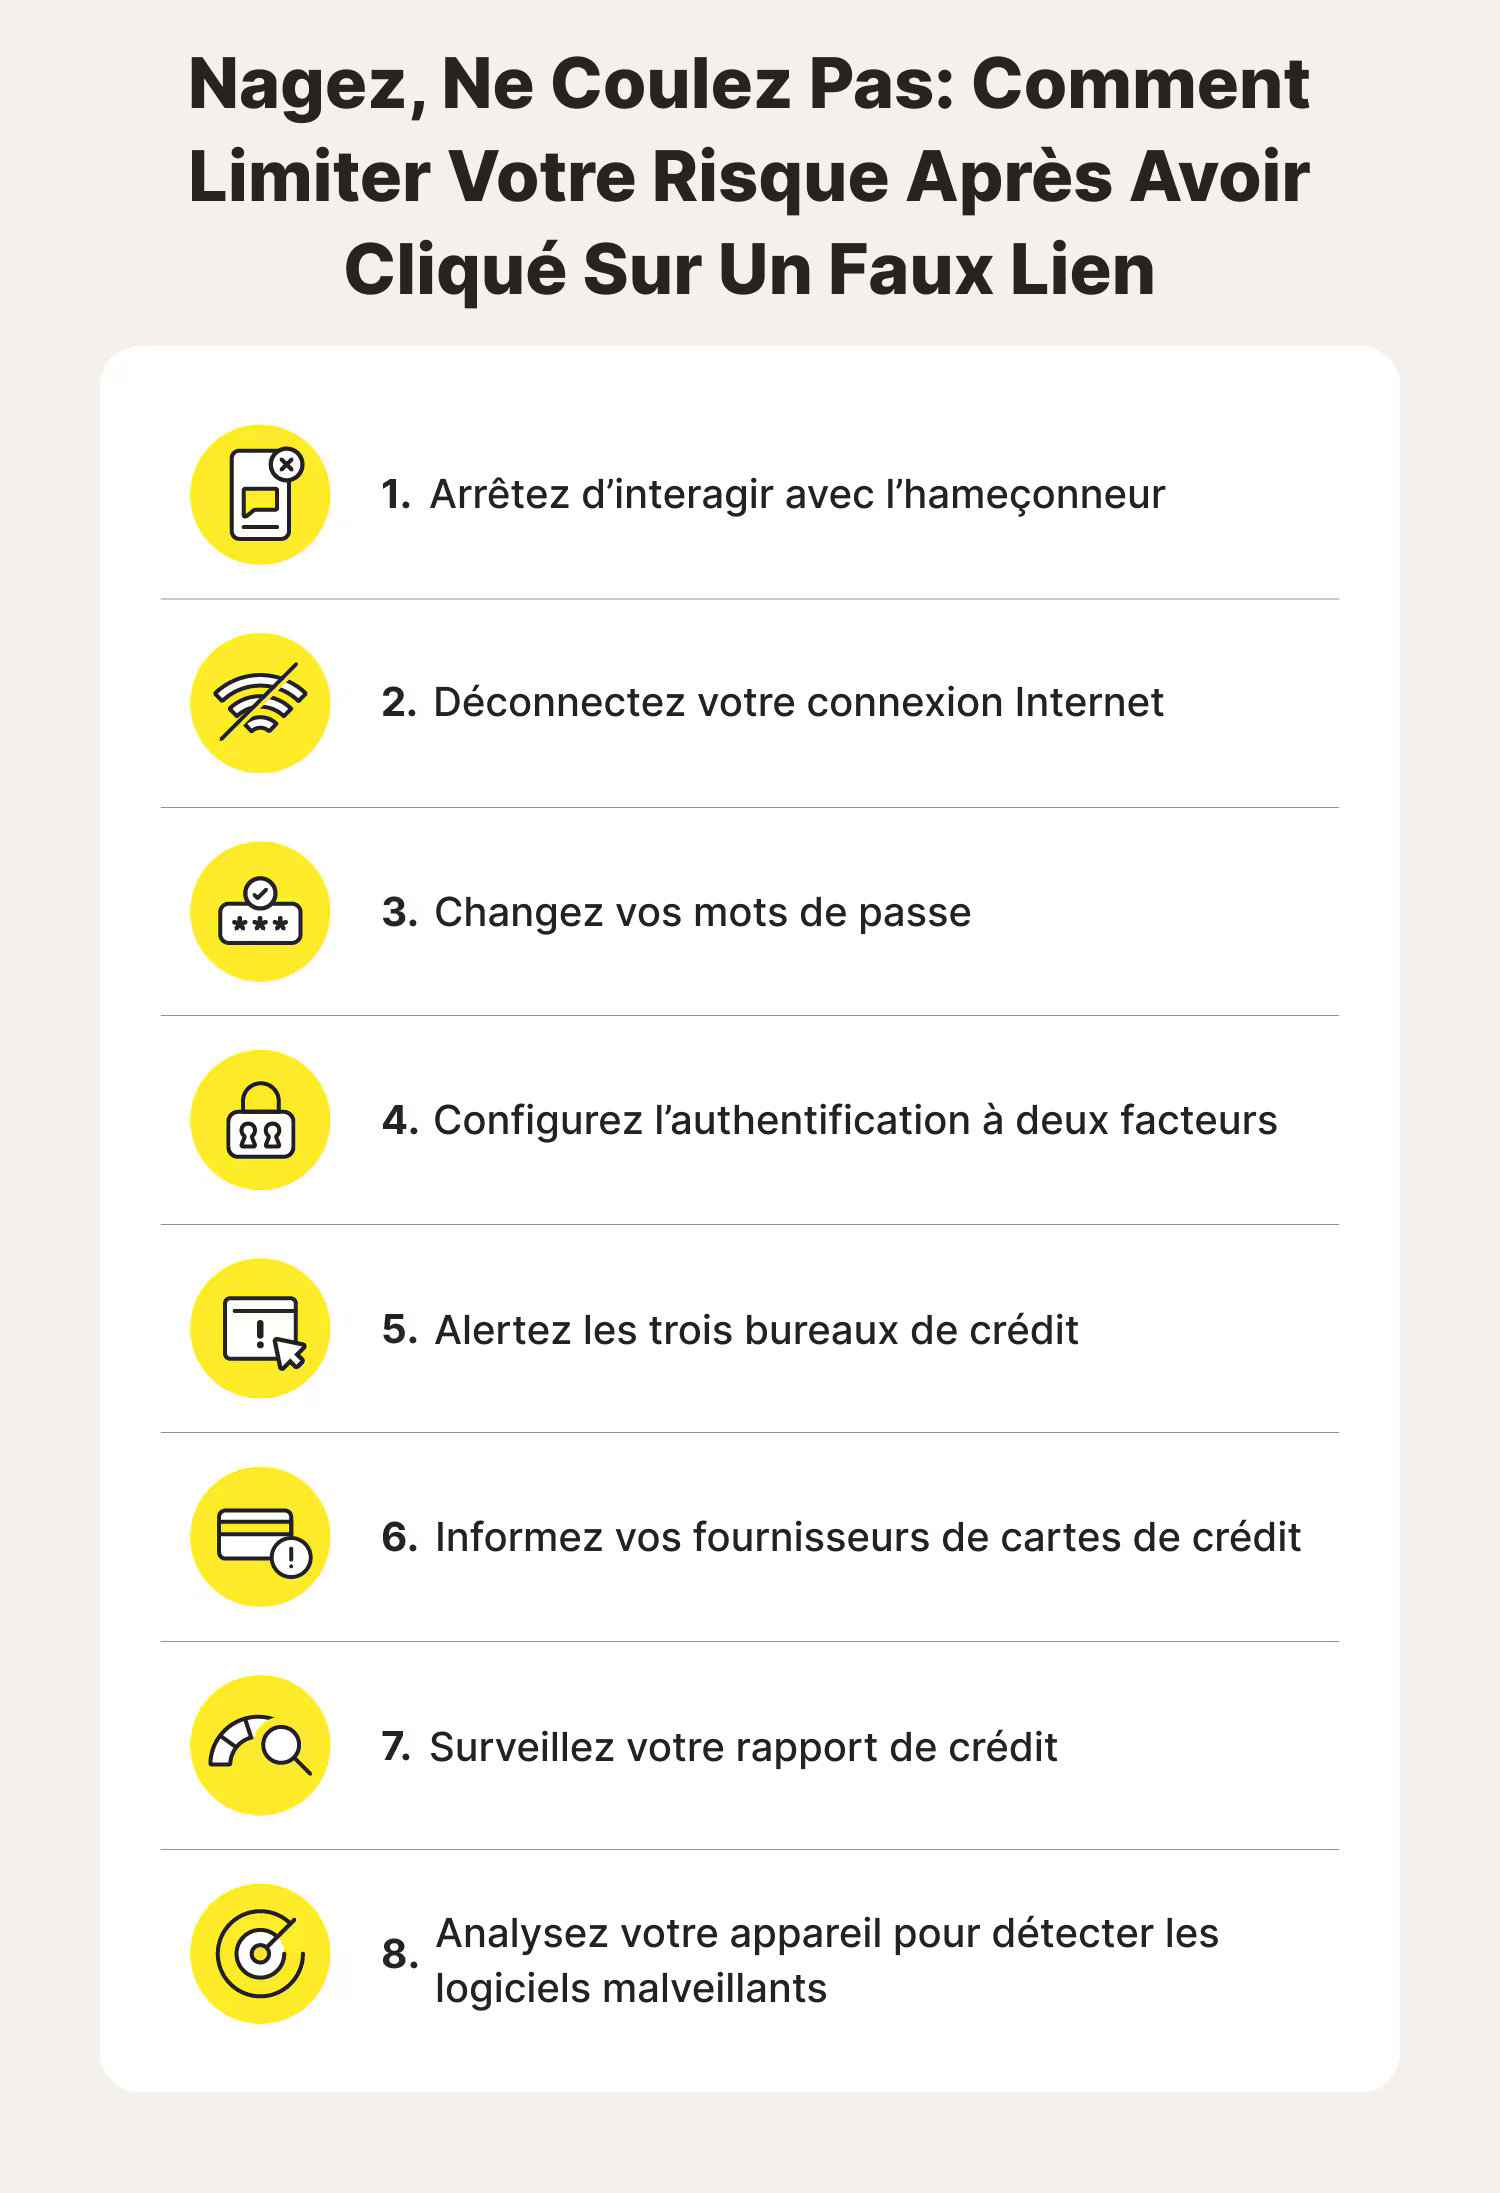 Nagez, Ne Coulez Pas: Comment
Limiter Votre Risque Après Avoir
Cliqué Sur Un Faux Lien
1. Arrêtez d’interagir avec l’hameçonneur
2. Déconnectez votre connexion Internet
3. Changez vos mots de passe
4. Configurez l’authentification à deux facteurs
5. Alertez les trois bureaux de crédit
6. Informez vos fournisseurs de cartes de crédit
7. Surveillez votre rapport de crédit
8. Analysez votre appareil pour détecter les
logiciels malveillants